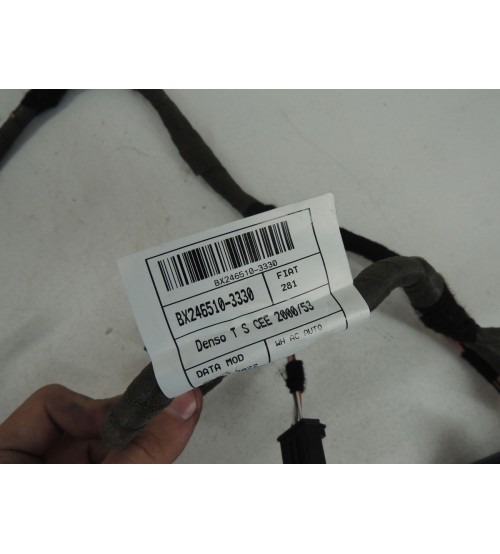 BX246510-3330
BX246510-3330
FIAT
281
Denso T S CEE 2000/53
DATA MOD
WH AC AUTO